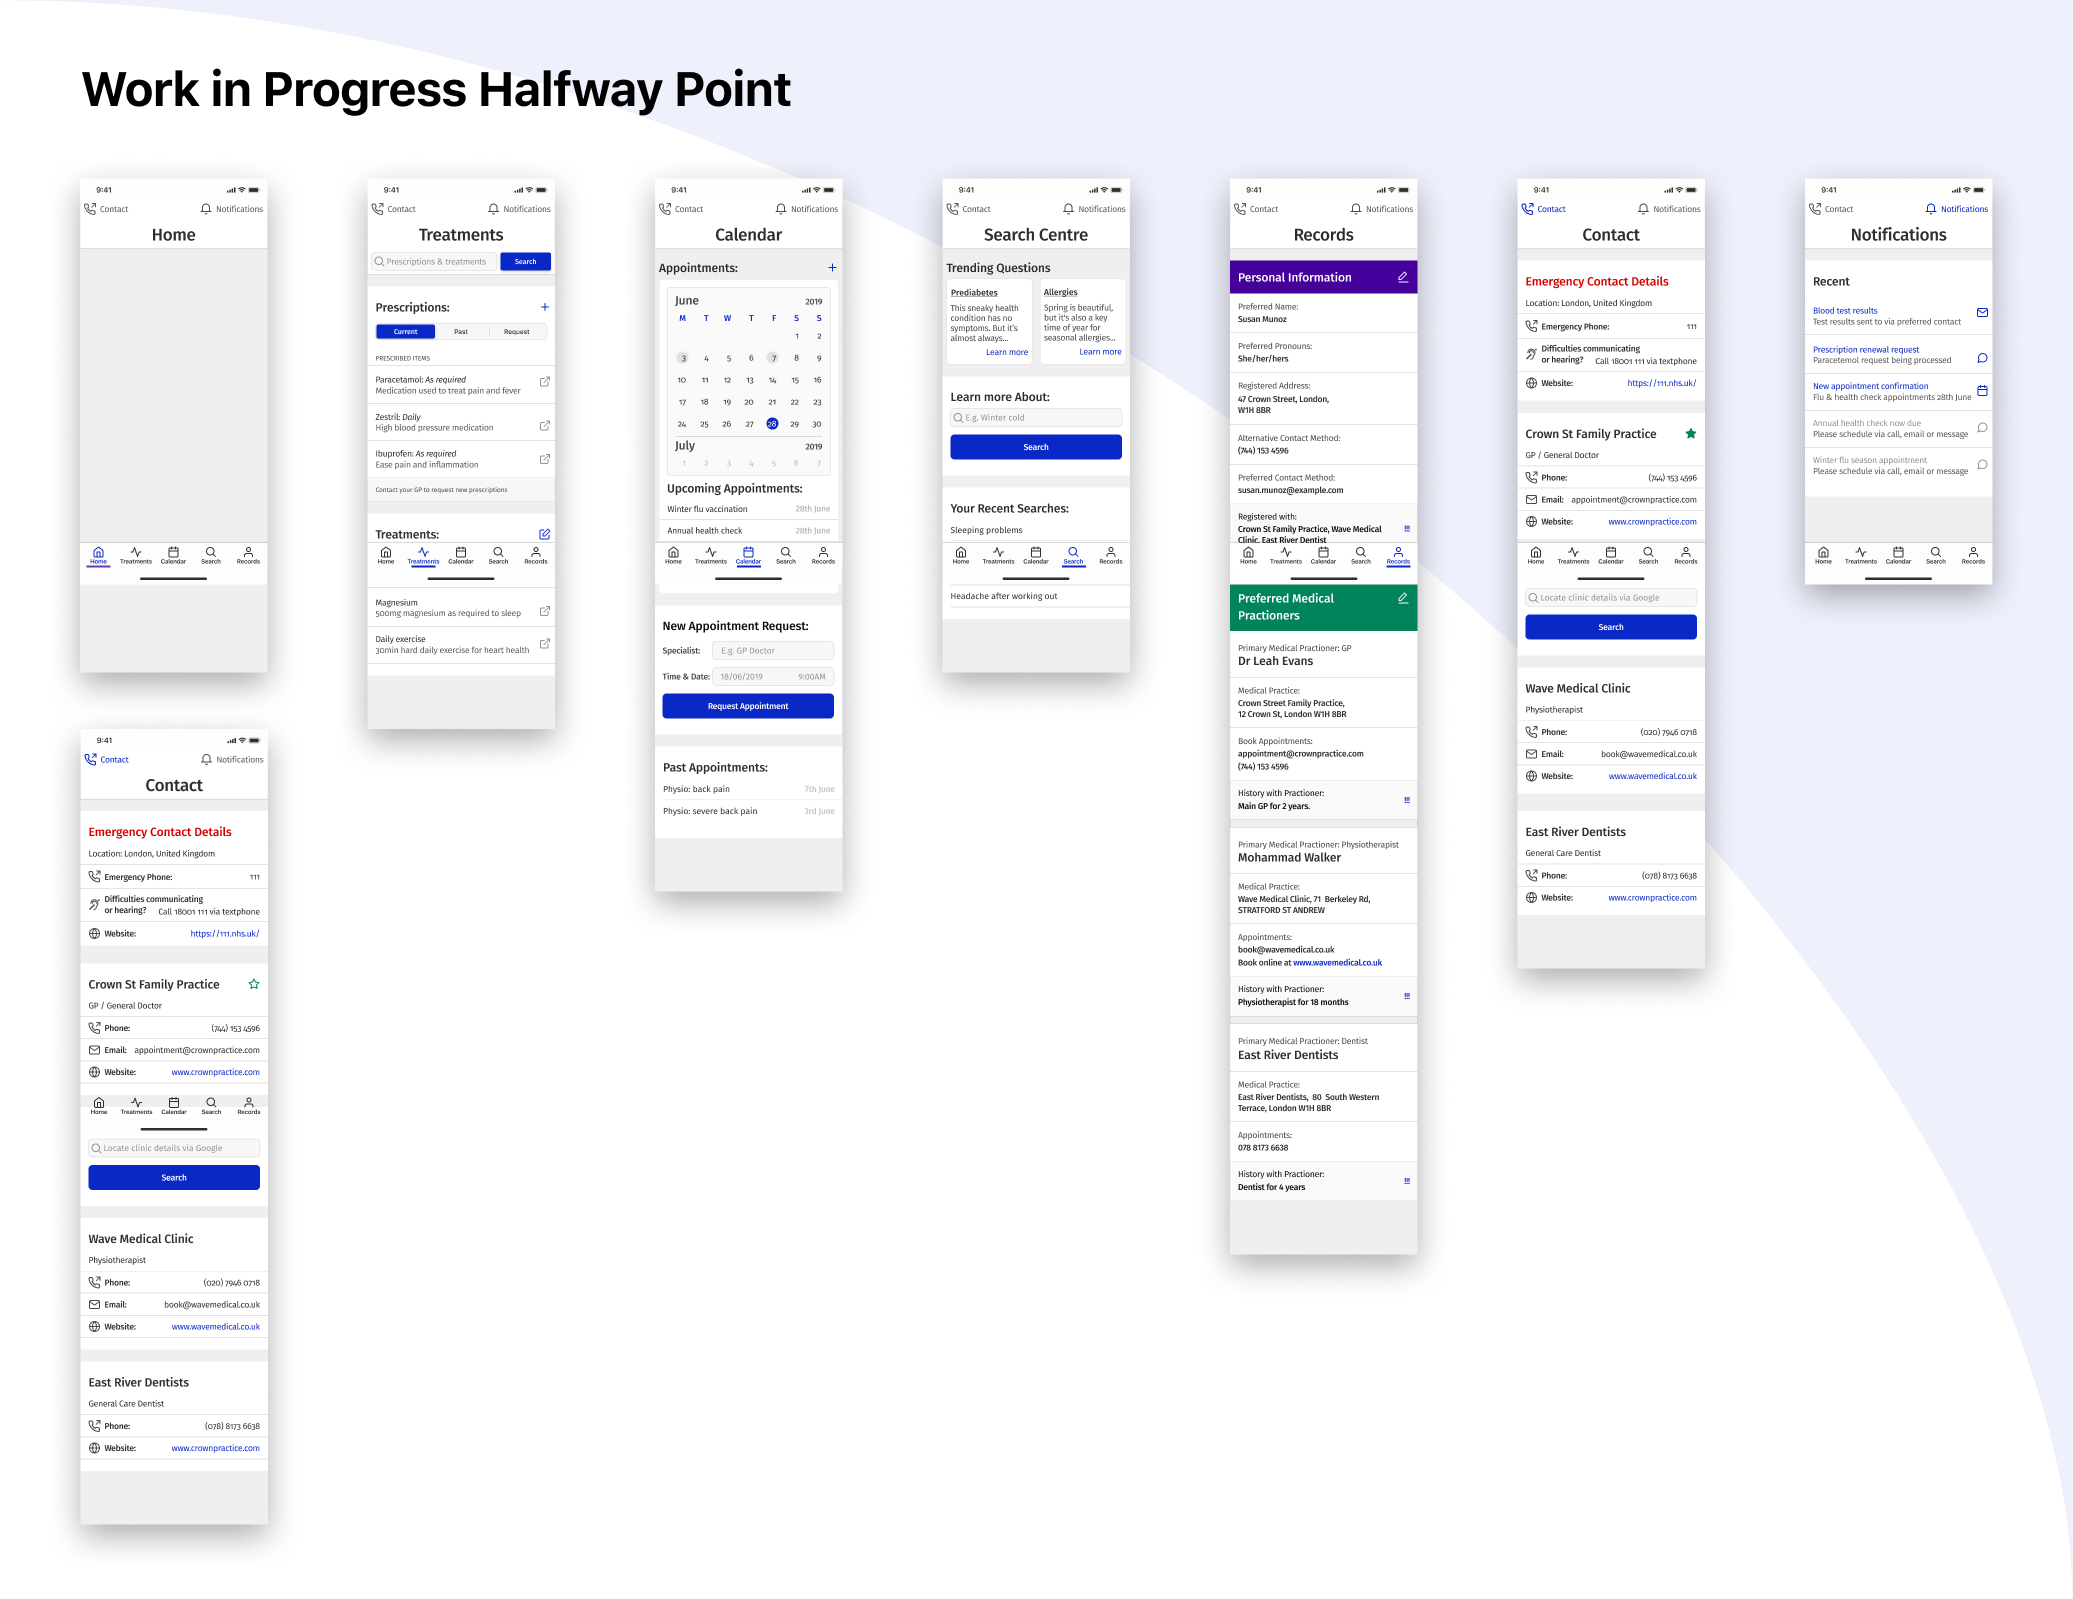 Work in Progress Halfway Point
9:41
Contact
Notifications
Home
Home
Treatments
Calendar
Search
Records
9:41
Contact
Notifications
Treatments
Prescriptions & treatments
Search
Prescriptions:
Current
Past
Request
PRESCRIBED ITEMS
Paracetamol: As required
Medication used to treat pain and fever
Zestril: Daily
High blood pressure medication
Ibuprofen: As required
Ease pain and inflammation
Contact your GP to request new prescriptions
Treatments:
Home
Treatments
Calendar
Search
Records
Magnesium
500mg magnesium as required to sleep
Daily exercise
30min hard daily exercise for heart health
9:41
Contact
Notifications
Calendar
Appointments:
June 2019
M T W T F S S
1 2
3 4 5 6 7 8 9
10 11 12 13 14 15 16
17 18 19 20 21 22 23
24 25 26 27 28 29 30
July 2019
1 2 3 4 5 6 7
Upcoming Appointments:
Winter flu vaccination 28th June
Annual health check 28th June
Home
Treatments
Calendar
Search
Records
New Appointment Request:
Specialist: E.g. GP Doctor
Time & Date: 18/06/2019 9:00AM
Request Appointment
Past Appointments:
Physio: back pain 7th June
Physio: severe back pain 3rd June
9:41
Contact
Notifications
Search Centre
Trending Questions
Prediabetes
This sneaky health
condition has no
symptoms. But it's
almost always...
Learn more
Allergies
Spring is beautiful,
but it's also a key
time of year for
seasonal allergies...
Learn more
Learn more About:
E.g. Winter cold
Search
Your Recent Searches:
Sleeping problems
Home
Treatments
Calendar
Search
Records
Headache after working out
9:41
Contact
Notifications
Records
Personal Information
Preferred Name:
Susan Munoz
Preferred Pronouns:
She/her/hers
Registered Address:
47 Crown Street, London,
W1H 8BR
Alternative Contact Method:
(744) 153 4596
Preferred Contact Method:
susan.munoz@example.com
Registered with:
Crown St Family Practice, Wave Medical
Clinic, East River Dentist
Home
Treatments
Calendar
Search
Records
Preferred Medical
Practioners
Primary Medical Practioner: GP
Dr Leah Evans
Medical Practice:
Crown Street Family Practice,
12 Crown St, London W1H 8BR
Book Appointments:
appointment@crownpractice.com
(744) 153 4596
History with Practioner:
Main GP for 2 years.
Primary Medical Practioner: Physiotherapist
Mohammad Walker
Medical Practice:
Wave Medical Clinic, 71 Berkeley Rd,
STRATFORD ST ANDREW
Appointments:
book@wavemedical.co.uk
Book online at www.wavemedical.co.uk
History with Practioner:
Physiotherapist for 18 months
Primary Medical Practioner: Dentist
East River Dentists
Medical Practice:
East River Dentists, 80 South Western
Terrace, London W1H 8BR
Appointments:
078 8173 6638
History with Practioner:
Dentist for 4 years
9:41
Contact
Notifications
Contact
Emergency Contact Details
Location: London, United Kingdom
Emergency Phone: 111
Difficulties communicating
or hearing? Call 18001 111 via textphone
Website: https://111.nhs.uk/
Crown St Family Practice
GP / General Doctor
Phone: (744) 153 4596
Email: appointment@crownpractice.com
Website: www.crownpractice.com
Home
Treatments
Calendar
Search
Records
Locate clinic details via Google
Search
Wave Medical Clinic
Physiotherapist
Phone: (020) 7946 0718
Email: book@wavemedical.co.uk
Website: www.wavemedical.co.uk
East River Dentists
General Care Dentist
Phone: (078) 8173 6638
Website: www.crownpractice.com
9:41
Contact
Notifications
Notifications
Recent
Blood test results
Test results sent to via preferred contact
Prescription renewal request
Paracetemol request being processed
New appointment confirmation
Flu & health check appointments 28th June
Annual health check now due
Please schedule via call, email or message
Winter flu season appointment
Please schedule via call, email or message
Home
Treatments
Calendar
Search
Records
9:41
Contact
Notifications
Contact
Emergency Contact Details
Location: London, United Kingdom
Emergency Phone: 111
Difficulties communicating
or hearing? Call 18001 111 via textphone
Website: https://111.nhs.uk/
Crown St Family Practice
GP / General Doctor
Phone: (744) 153 4596
Email: appointment@crownpractice.com
Website: www.crownpractice.com
Home
Treatments
Calendar
Search
Records
Locate clinic details via Google
Search
Wave Medical Clinic
Physiotherapist
Phone: (020) 7946 0718
Email: book@wavemedical.co.uk
Website: www.wavemedical.co.uk
East River Dentists
General Care Dentist
Phone: (078) 8173 6638
Website: www.crownpractice.com